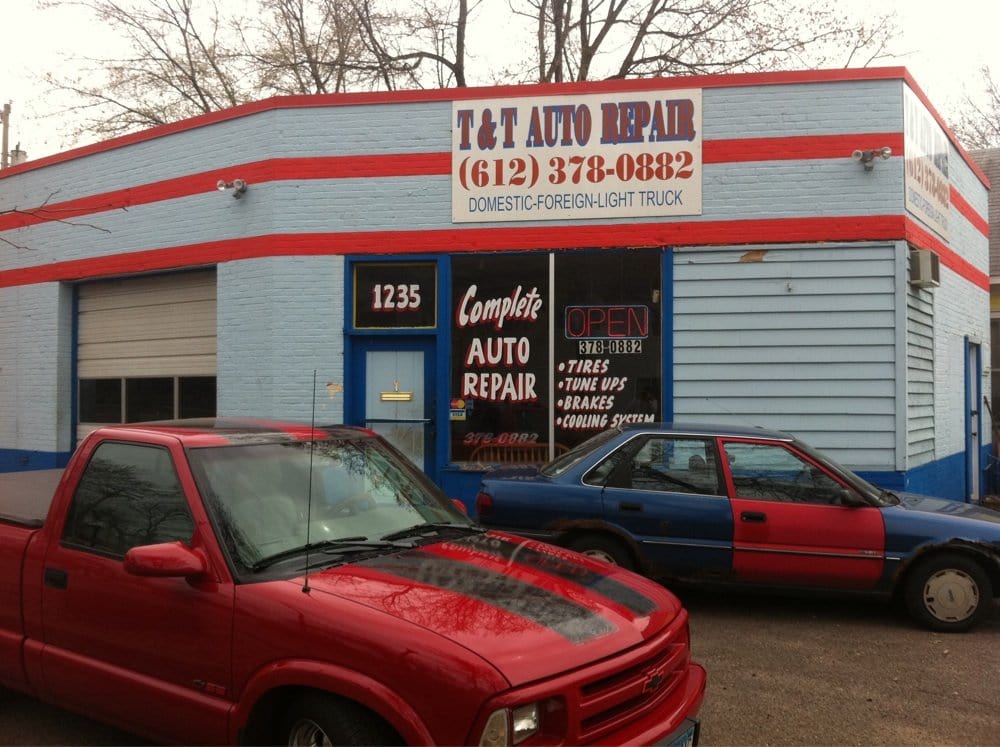 T & T AUTO REPAIR
(612) 378-0882
DOMESTIC-FOREIGN-LIGHT TRUCK
1235
Complete
AUTO
REPAIR
378-0882
OPEN
378-0882
• TIRES
• TUNE UPS
• BRAKES
• COOLING SYSTEM